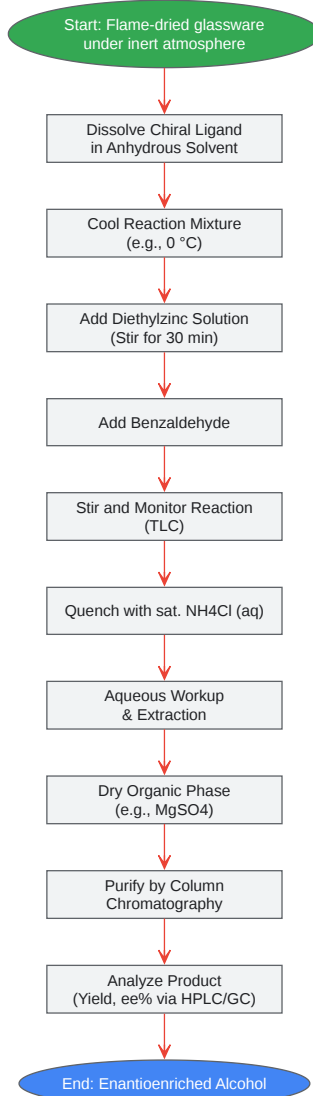 Start: Flame-dried glassware
under inert atmosphere
Dissolve Chiral Ligand
in Anhydrous Solvent
Cool Reaction Mixture
(e.g., 0 °C)
Add Diethylzinc Solution
(Stir for 30 min)
Add Benzaldehyde
Stir and Monitor Reaction
(TLC)
Quench with sat. NH4Cl (aq)
Aqueous Workup
& Extraction
Dry Organic Phase
(e.g., MgSO4)
Purify by Column
Chromatography
Analyze Product
(Yield, ee% via HPLC/GC)
End: Enantioenriched Alcohol